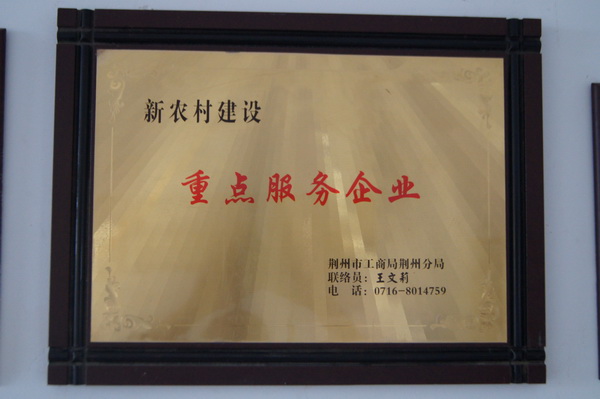 新农村建设
重点服务企业
荆州市工商局荆州分局
联络员：王文莉
电　话：0716-8014759